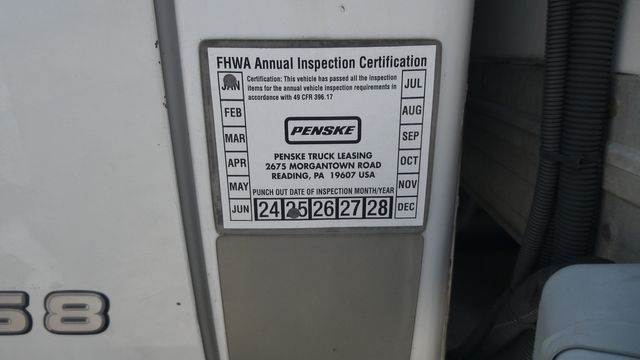 FHWA Annual Inspection Certification
Certification: This vehicle has passed all the inspection
items for the annual vehicle inspection requirements in
accordance with 49 CFR 396.17
JAN
FEB
MAR
APR
MAY
JUN
JUL
AUG
SEP
OCT
NOV
DEC
PENSKE
PENSKE TRUCK LEASING
2675 MORGANTOWN ROAD
READING, PA 19607 USA
PUNCH OUT DATE OF INSPECTION MONTH/YEAR
24 25 26 27 28
68